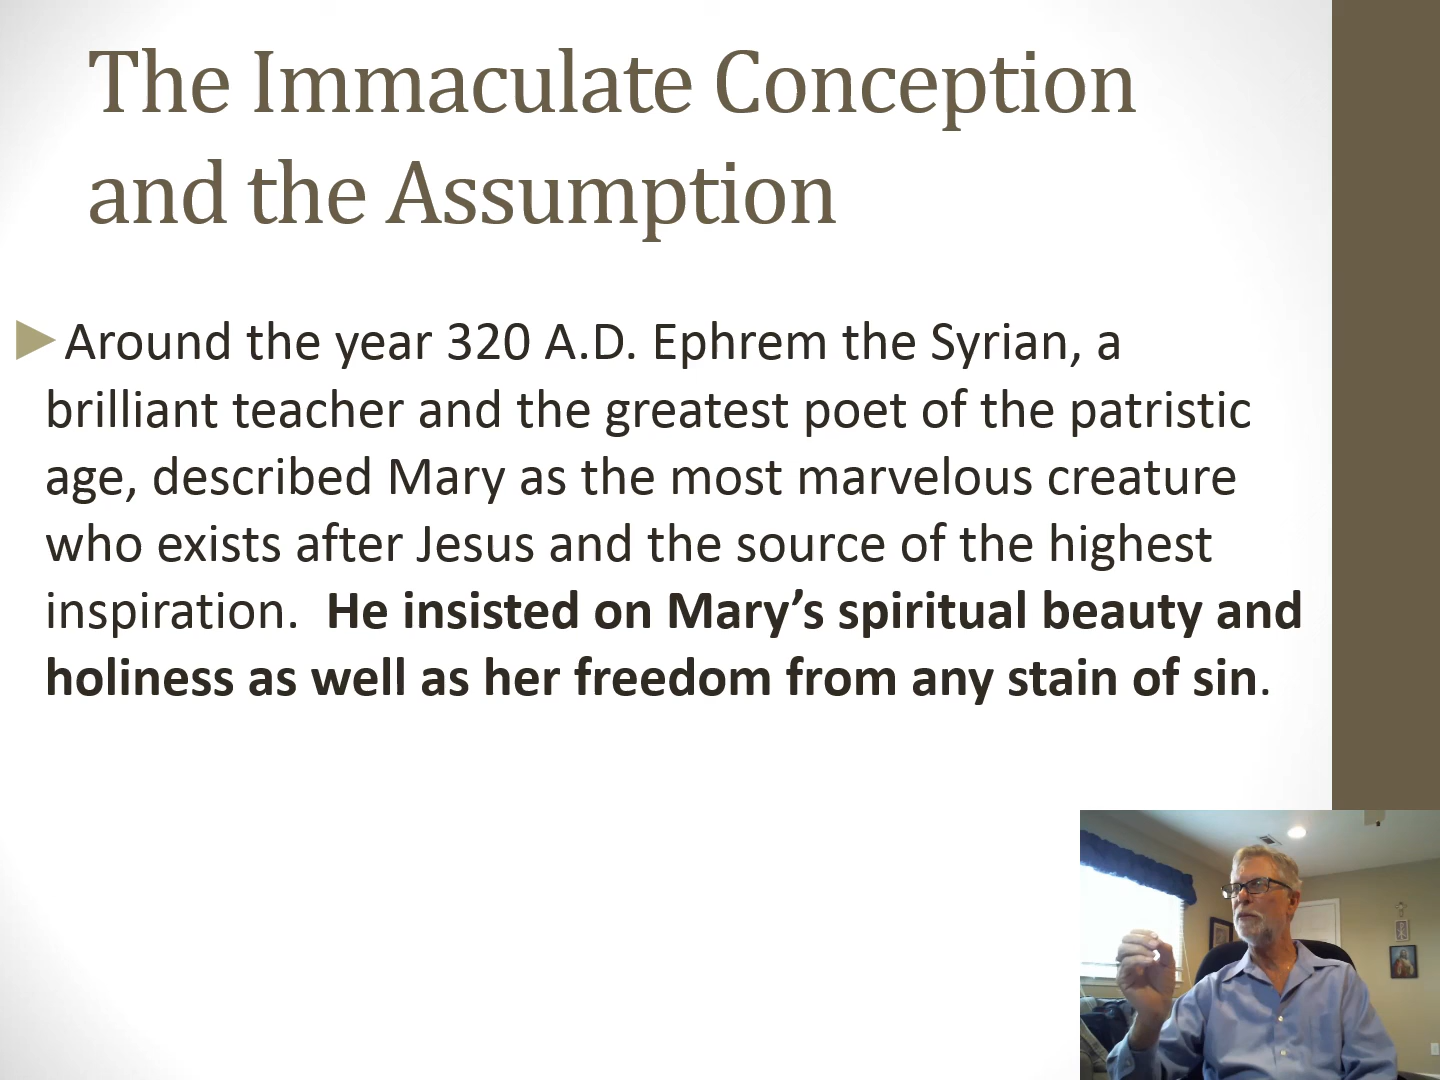 The Immaculate Conception
and the Assumption
Around the year 320 A.D. Ephrem the Syrian, a
brilliant teacher and the greatest poet of the patristic
age, described Mary as the most marvelous creature
who exists after Jesus and the source of the highest
inspiration.  He insisted on Mary’s spiritual beauty and
holiness as well as her freedom from any stain of sin.